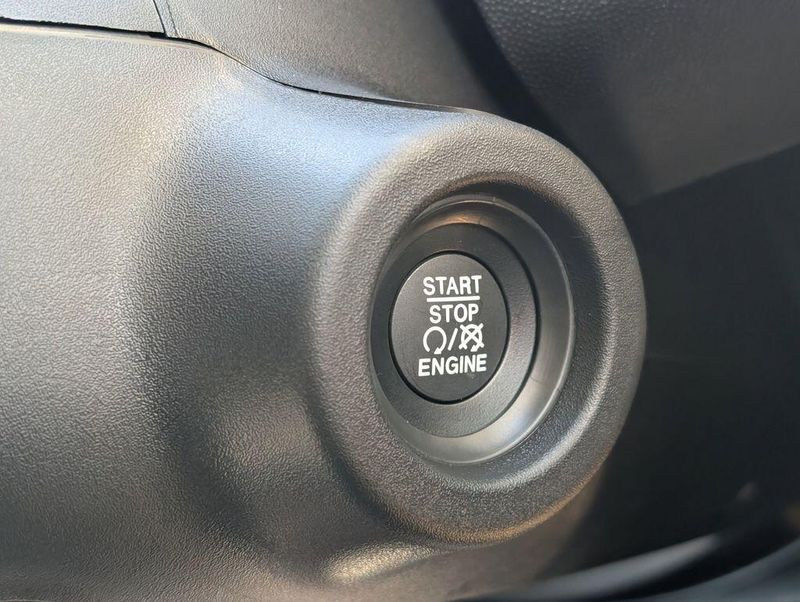 START
STOP
/
ENGINE